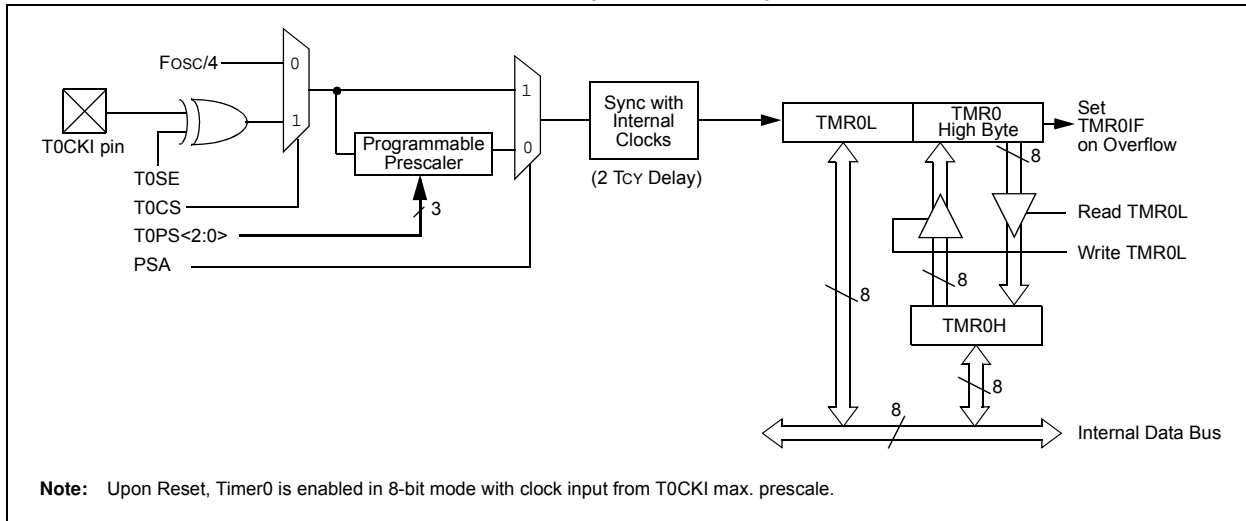 Fosc/4
0
1
T0CKI pin
T0SE
T0CS
T0PS<2:0>
PSA
Programmable
Prescaler
3
1
0
Sync with
Internal
Clocks
(2 TCY Delay)
TMR0L
TMR0
High Byte
Set
TMR0IF
on Overflow
8
Read TMR0L
Write TMR0L
8
8
TMR0H
8
8
Internal Data Bus
Note: Upon Reset, Timer0 is enabled in 8-bit mode with clock input from T0CKI max. prescale.